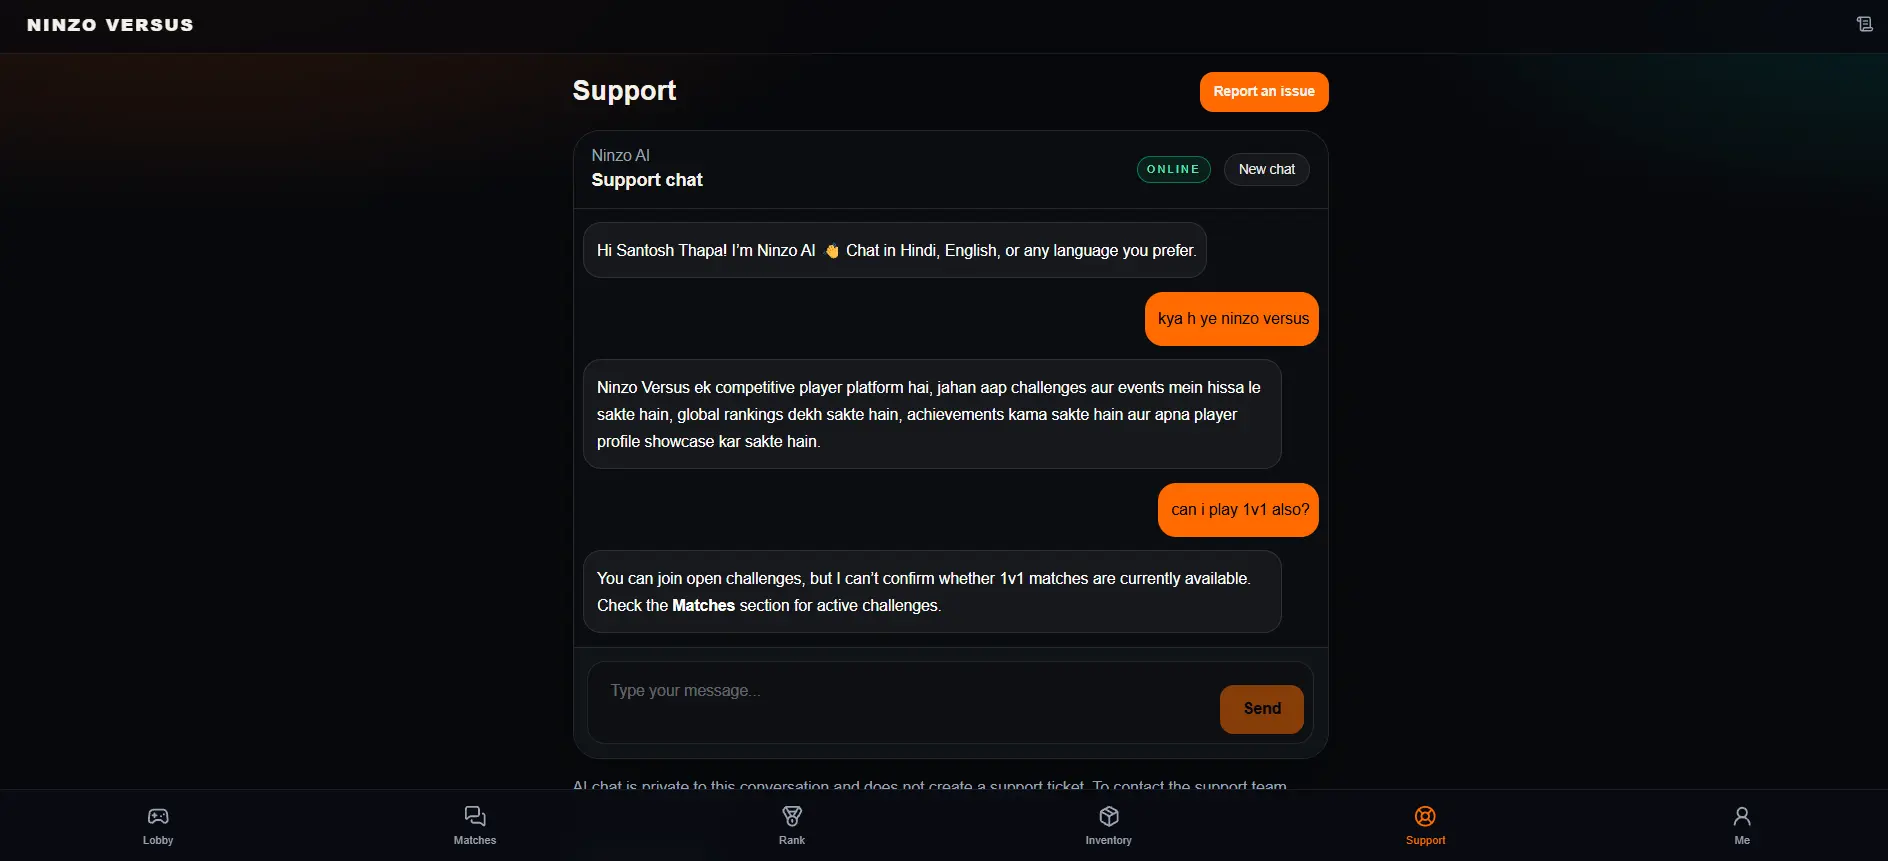 NINZO VERSUS
Support
Report an issue
Ninzo AI
Support chat
ONLINE
New chat
Hi Santosh Thapa! I’m Ninzo AI 👋 Chat in Hindi, English, or any language you prefer.
kya h ye ninzo versus
Ninzo Versus ek competitive player platform hai, jahan aap challenges aur events mein hissa le
sakte hain, global rankings dekh sakte hain, achievements kama sakte hain aur apna player
profile showcase kar sakte hain.
can i play 1v1 also?
You can join open challenges, but I can’t confirm whether 1v1 matches are currently available.
Check the Matches section for active challenges.
Type your message...
Send
AI chat is private to this conversation and does not create a support ticket. To contact the support team
Lobby
Matches
Rank
Inventory
Support
Me